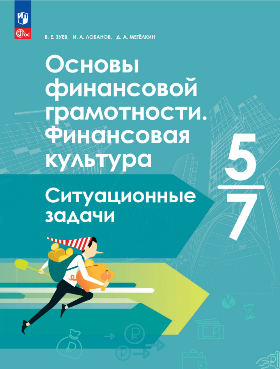 В. Е. ЗУЕВ, И. А. ЛОБАНОВ, Д. А. МЕТЁЛКИН
Основы
финансовой
грамотности.
Финансовая
культура
5/7
Ситуационные
задачи